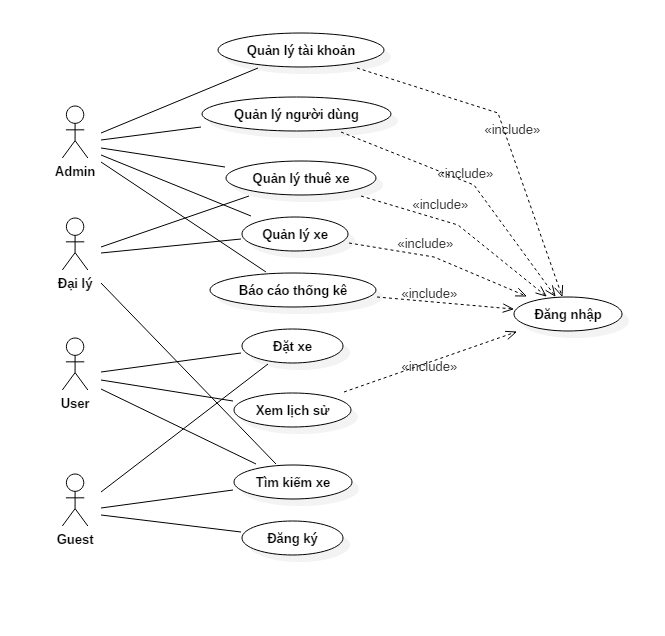 Quản lý tài khoản
Quản lý người dùng
«include»
Admin
Quản lý thuê xe
«include»
«include»
Quản lý xe
«include»
Đại lý
Báo cáo thống kê
«include»
Đăng nhập
Đặt xe
«include»
User
Xem lịch sử
Tìm kiếm xe
Guest
Đăng ký